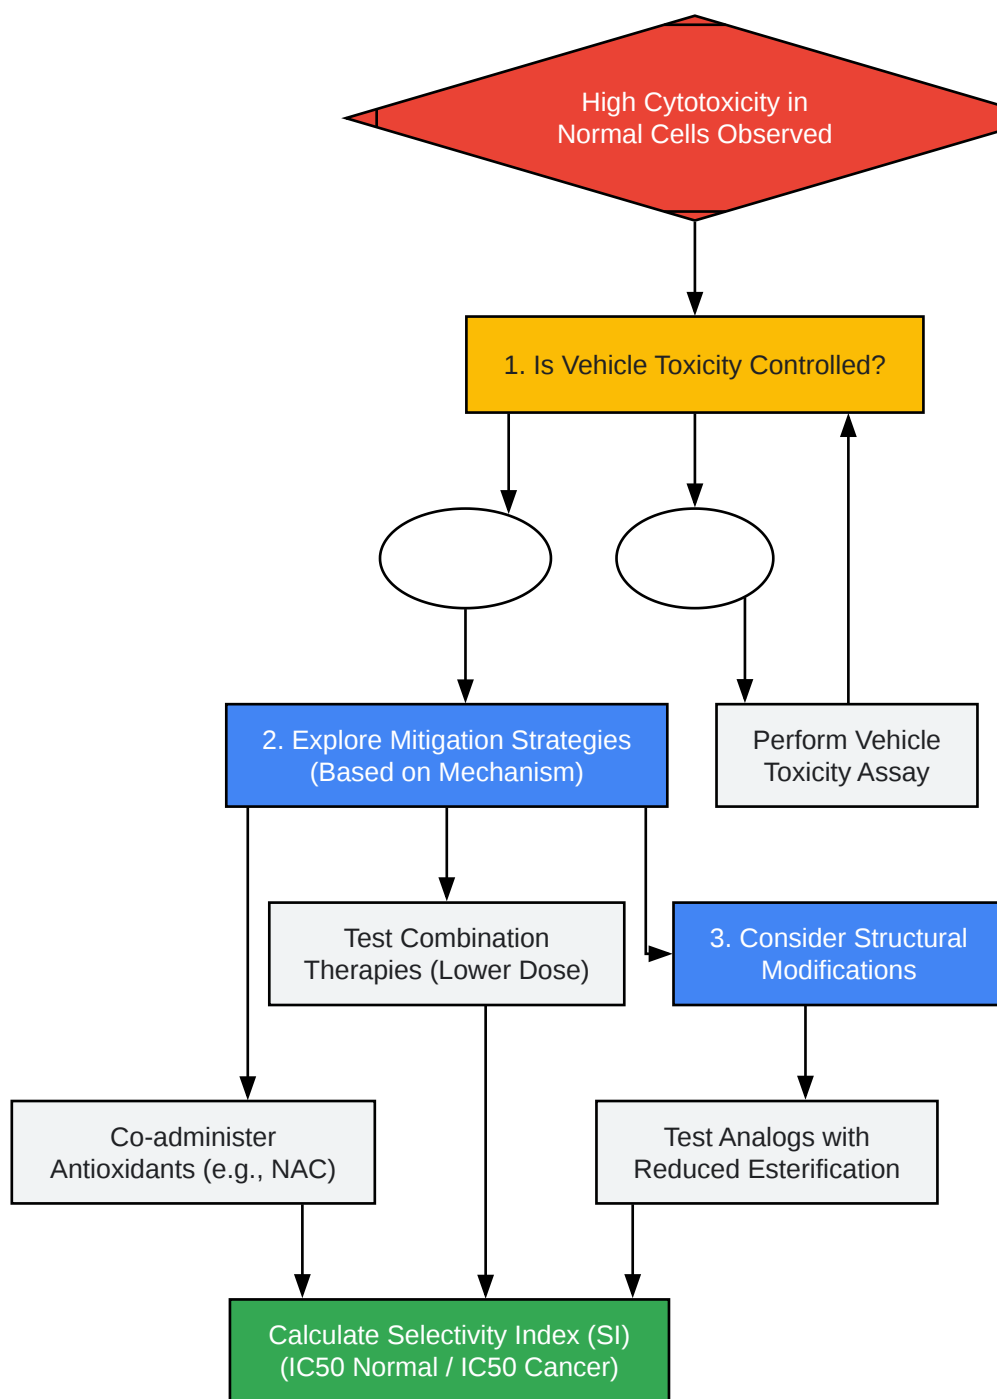 High Cytotoxicity in
Normal Cells Observed
1. Is Vehicle Toxicity Controlled?
2. Explore Mitigation Strategies
(Based on Mechanism)
Perform Vehicle
Toxicity Assay
Test Combination
Therapies (Lower Dose)
3. Consider Structural
Modifications
Co-administer
Antioxidants (e.g., NAC)
Test Analogs with
Reduced Esterification
Calculate Selectivity Index (SI)
(IC50 Normal / IC50 Cancer)